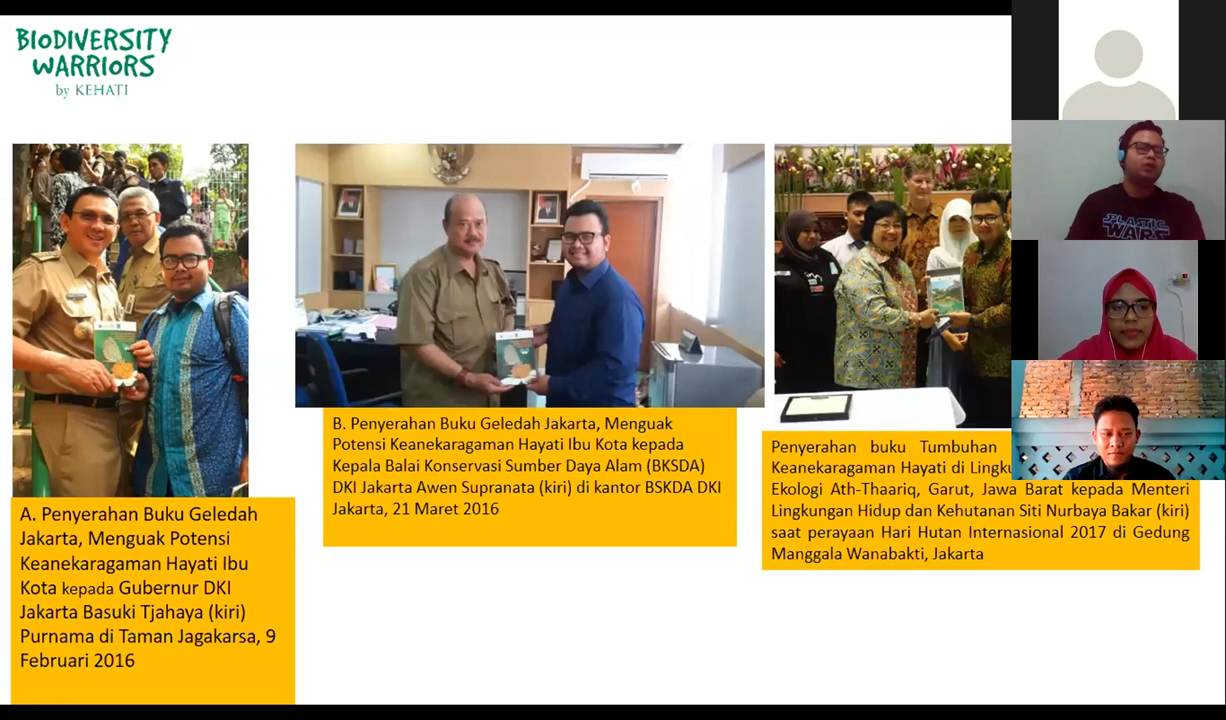 BIODIVERSITY
WARRIORS
by KEHATI
A. Penyerahan Buku Geledah
Jakarta, Menguak Potensi
Keanekaragaman Hayati Ibu
Kota kepada Gubernur DKI
Jakarta Basuki Tjahaya (kiri)
Purnama di Taman Jagakarsa, 9
Februari 2016
B. Penyerahan Buku Geledah Jakarta, Menguak
Potensi Keanekaragaman Hayati Ibu Kota kepada
Kepala Balai Konservasi Sumber Daya Alam (BKSDA)
DKI Jakarta Awen Supranata (kiri) di kantor BSKDA DKI
Jakarta, 21 Maret 2016
Penyerahan buku Tumbuhan
Keanekaragaman Hayati di
Ekologi Ath-Thaariq, Garut, Jawa Barat kepada Menteri
Lingkungan Hidup dan Kehutanan Siti Nurbaya Bakar (kiri)
saat perayaan Hari Hutan Internasional 2017 di Gedung
Manggala Wanabakti, Jakarta
PLASTIC
WARS